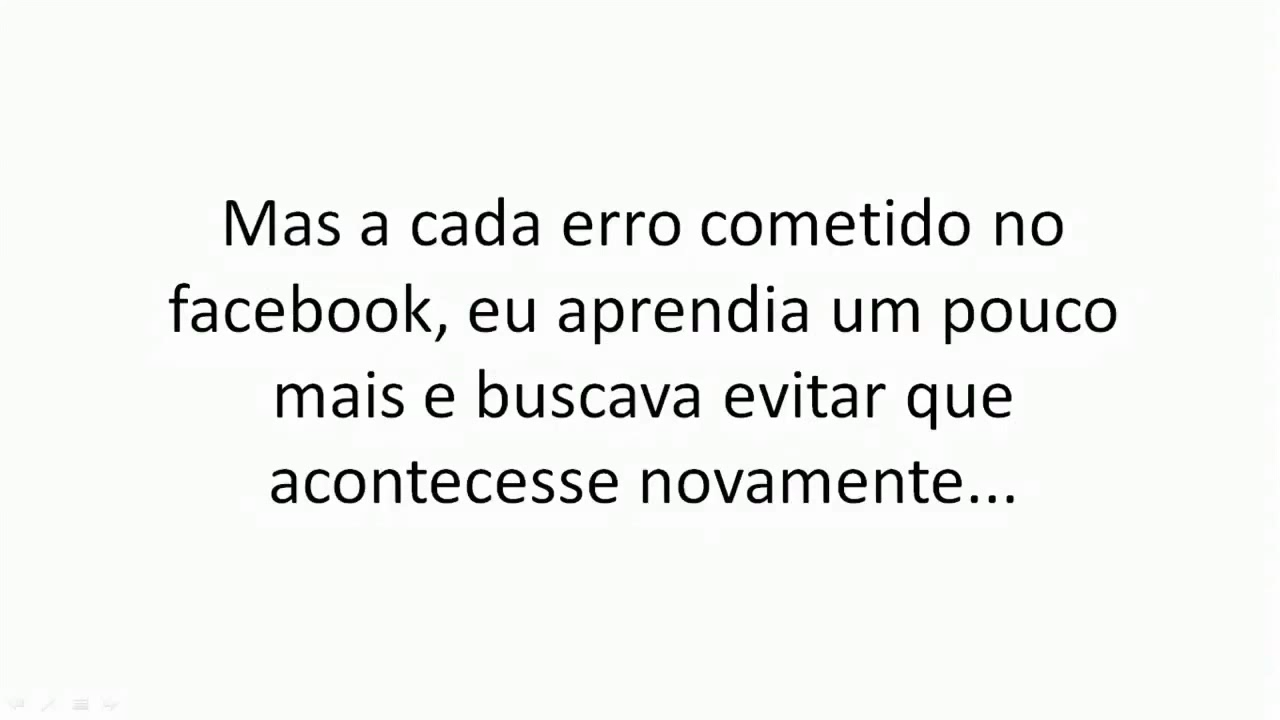 Mas a cada erro cometido no
facebook, eu aprendia um pouco
mais e buscava evitar que
acontecesse novamente...